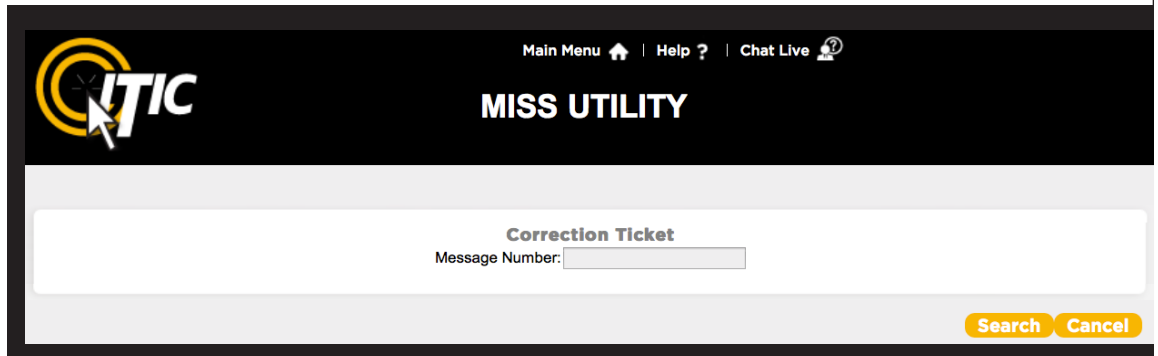 Main Menu | Help ? | Chat Live
ITIC
MISS UTILITY
Correction Ticket
Message Number:
Search Cancel